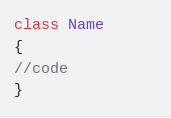 class Name
{
//code
}